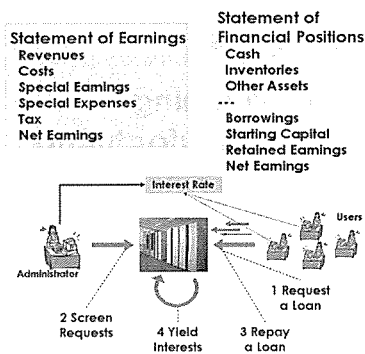 Statement of Earnings
Revenues
Costs
Special Earnings
Special Expenses
Tax
Net Earnings
Statement of
Financial Positions
Cash
Inventories
Other Assets
---
Borrowings
Starting Capital
Retained Earnings
Net Earnings
Interest Rate
Users
Administrator
1 Request
a Loan
2 Screen
Requests
4 Yield
Interests
3 Repay
a Loan